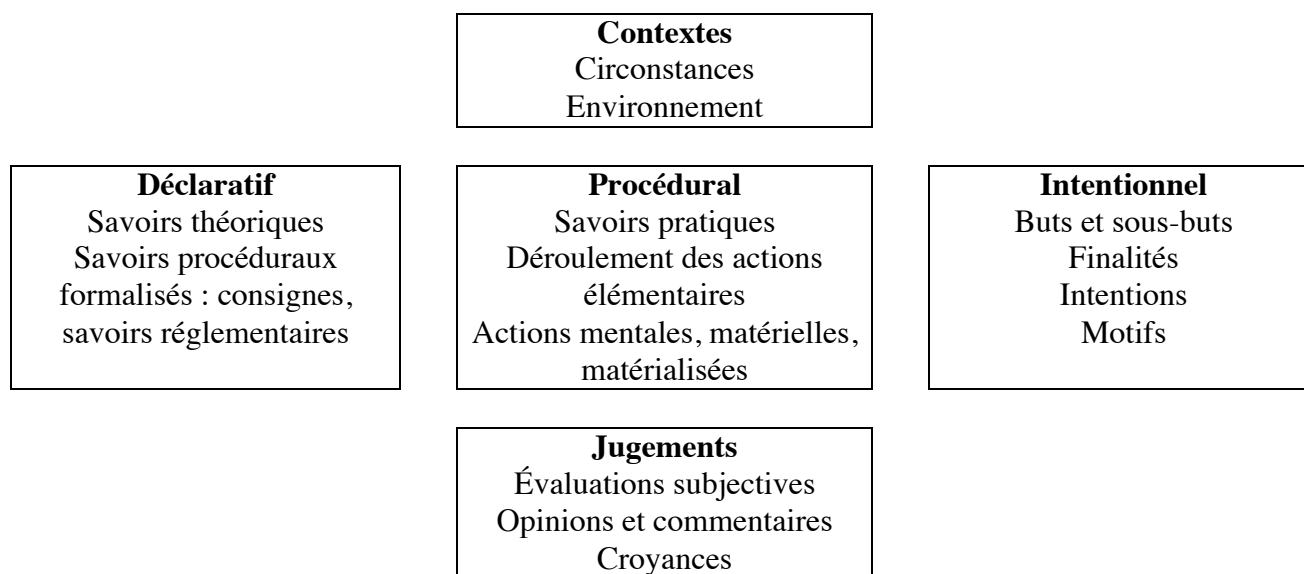 Contextes
Circonstances
Environnement
Déclaratif
Savoirs théoriques
Savoirs procéduraux
formalisés : consignes,
savoirs réglementaires
Procédural
Savoirs pratiques
Déroulement des actions
élémentaires
Actions mentales, matérielles,
matérialisées
Intentionnel
Buts et sous-buts
Finalités
Intentions
Motifs
Jugements
Évaluations subjectives
Opinions et commentaires
Croyances